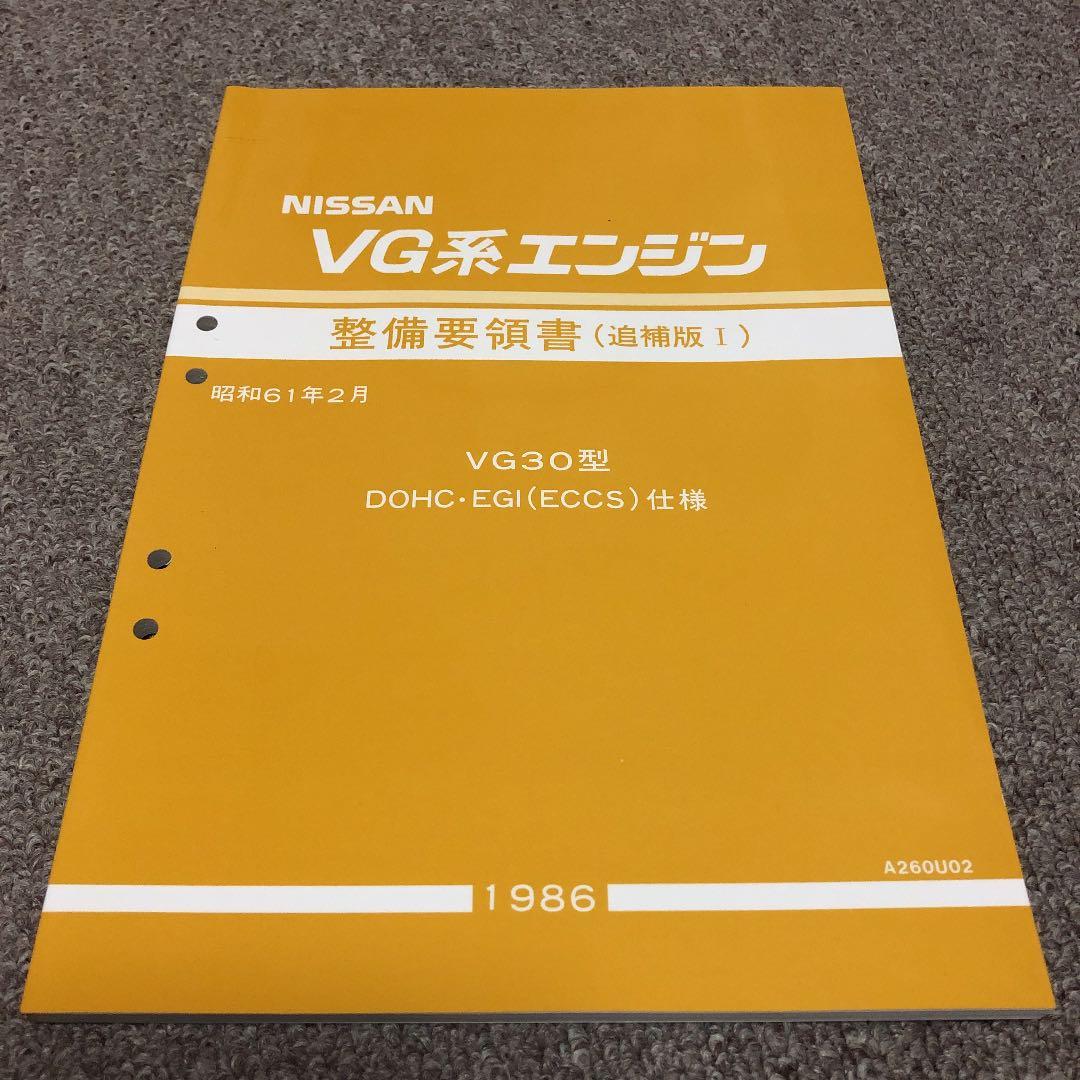 NISSAN
VG系エンジン
整備要領書(追補版Ⅰ)
昭和61年2月
VG30型
DOHC・EGI(ECCS)仕様
A260U02
1986